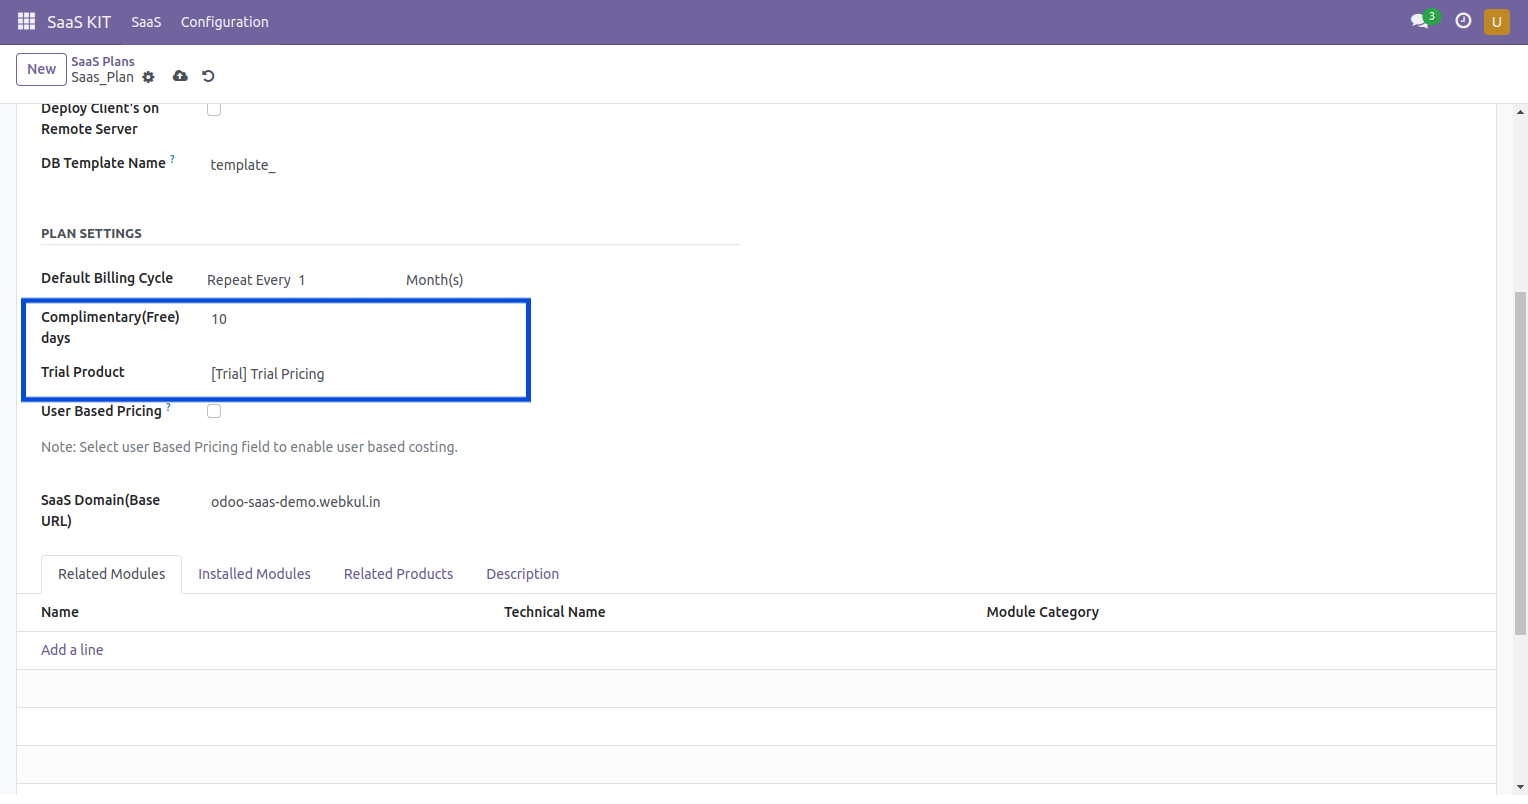 SaaS KIT SaaS Configuration 3 U
New SaaS Plans
Saas_Plan
Deploy Client's on
Remote Server
DB Template Name ? template_
PLAN SETTINGS
Default Billing Cycle Repeat Every 1 Month(s)
Complimentary(Free) 10
days
Trial Product [Trial] Trial Pricing
User Based Pricing ?
Note: Select user Based Pricing field to enable user based costing.
SaaS Domain(Base odoo-saas-demo.webkul.in
URL)
Related Modules Installed Modules Related Products Description
Name Technical Name Module Category
Add a line